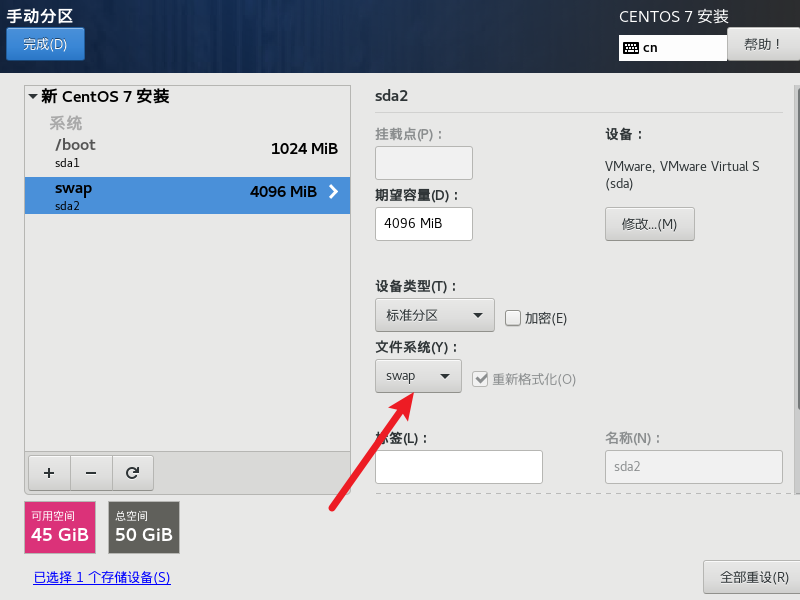 手动分区
CENTOS 7 安装
完成(D)
cn
帮助！
新 CentOS 7 安装
系统
/boot
1024 MiB
sda1
swap
4096 MiB
sda2
sda2
挂载点(P)：
设备：
VMware, VMware Virtual S
(sda)
期望容量(D)：
4096 MiB
修改...(M)
设备类型(T)：
标准分区
加密(E)
文件系统(Y)：
swap
重新格式化(O)
标签(L)：
名称(N)：
sda2
可用空间
45 GiB
总空间
50 GiB
已选择 1 个存储设备(S)
全部重设(R)